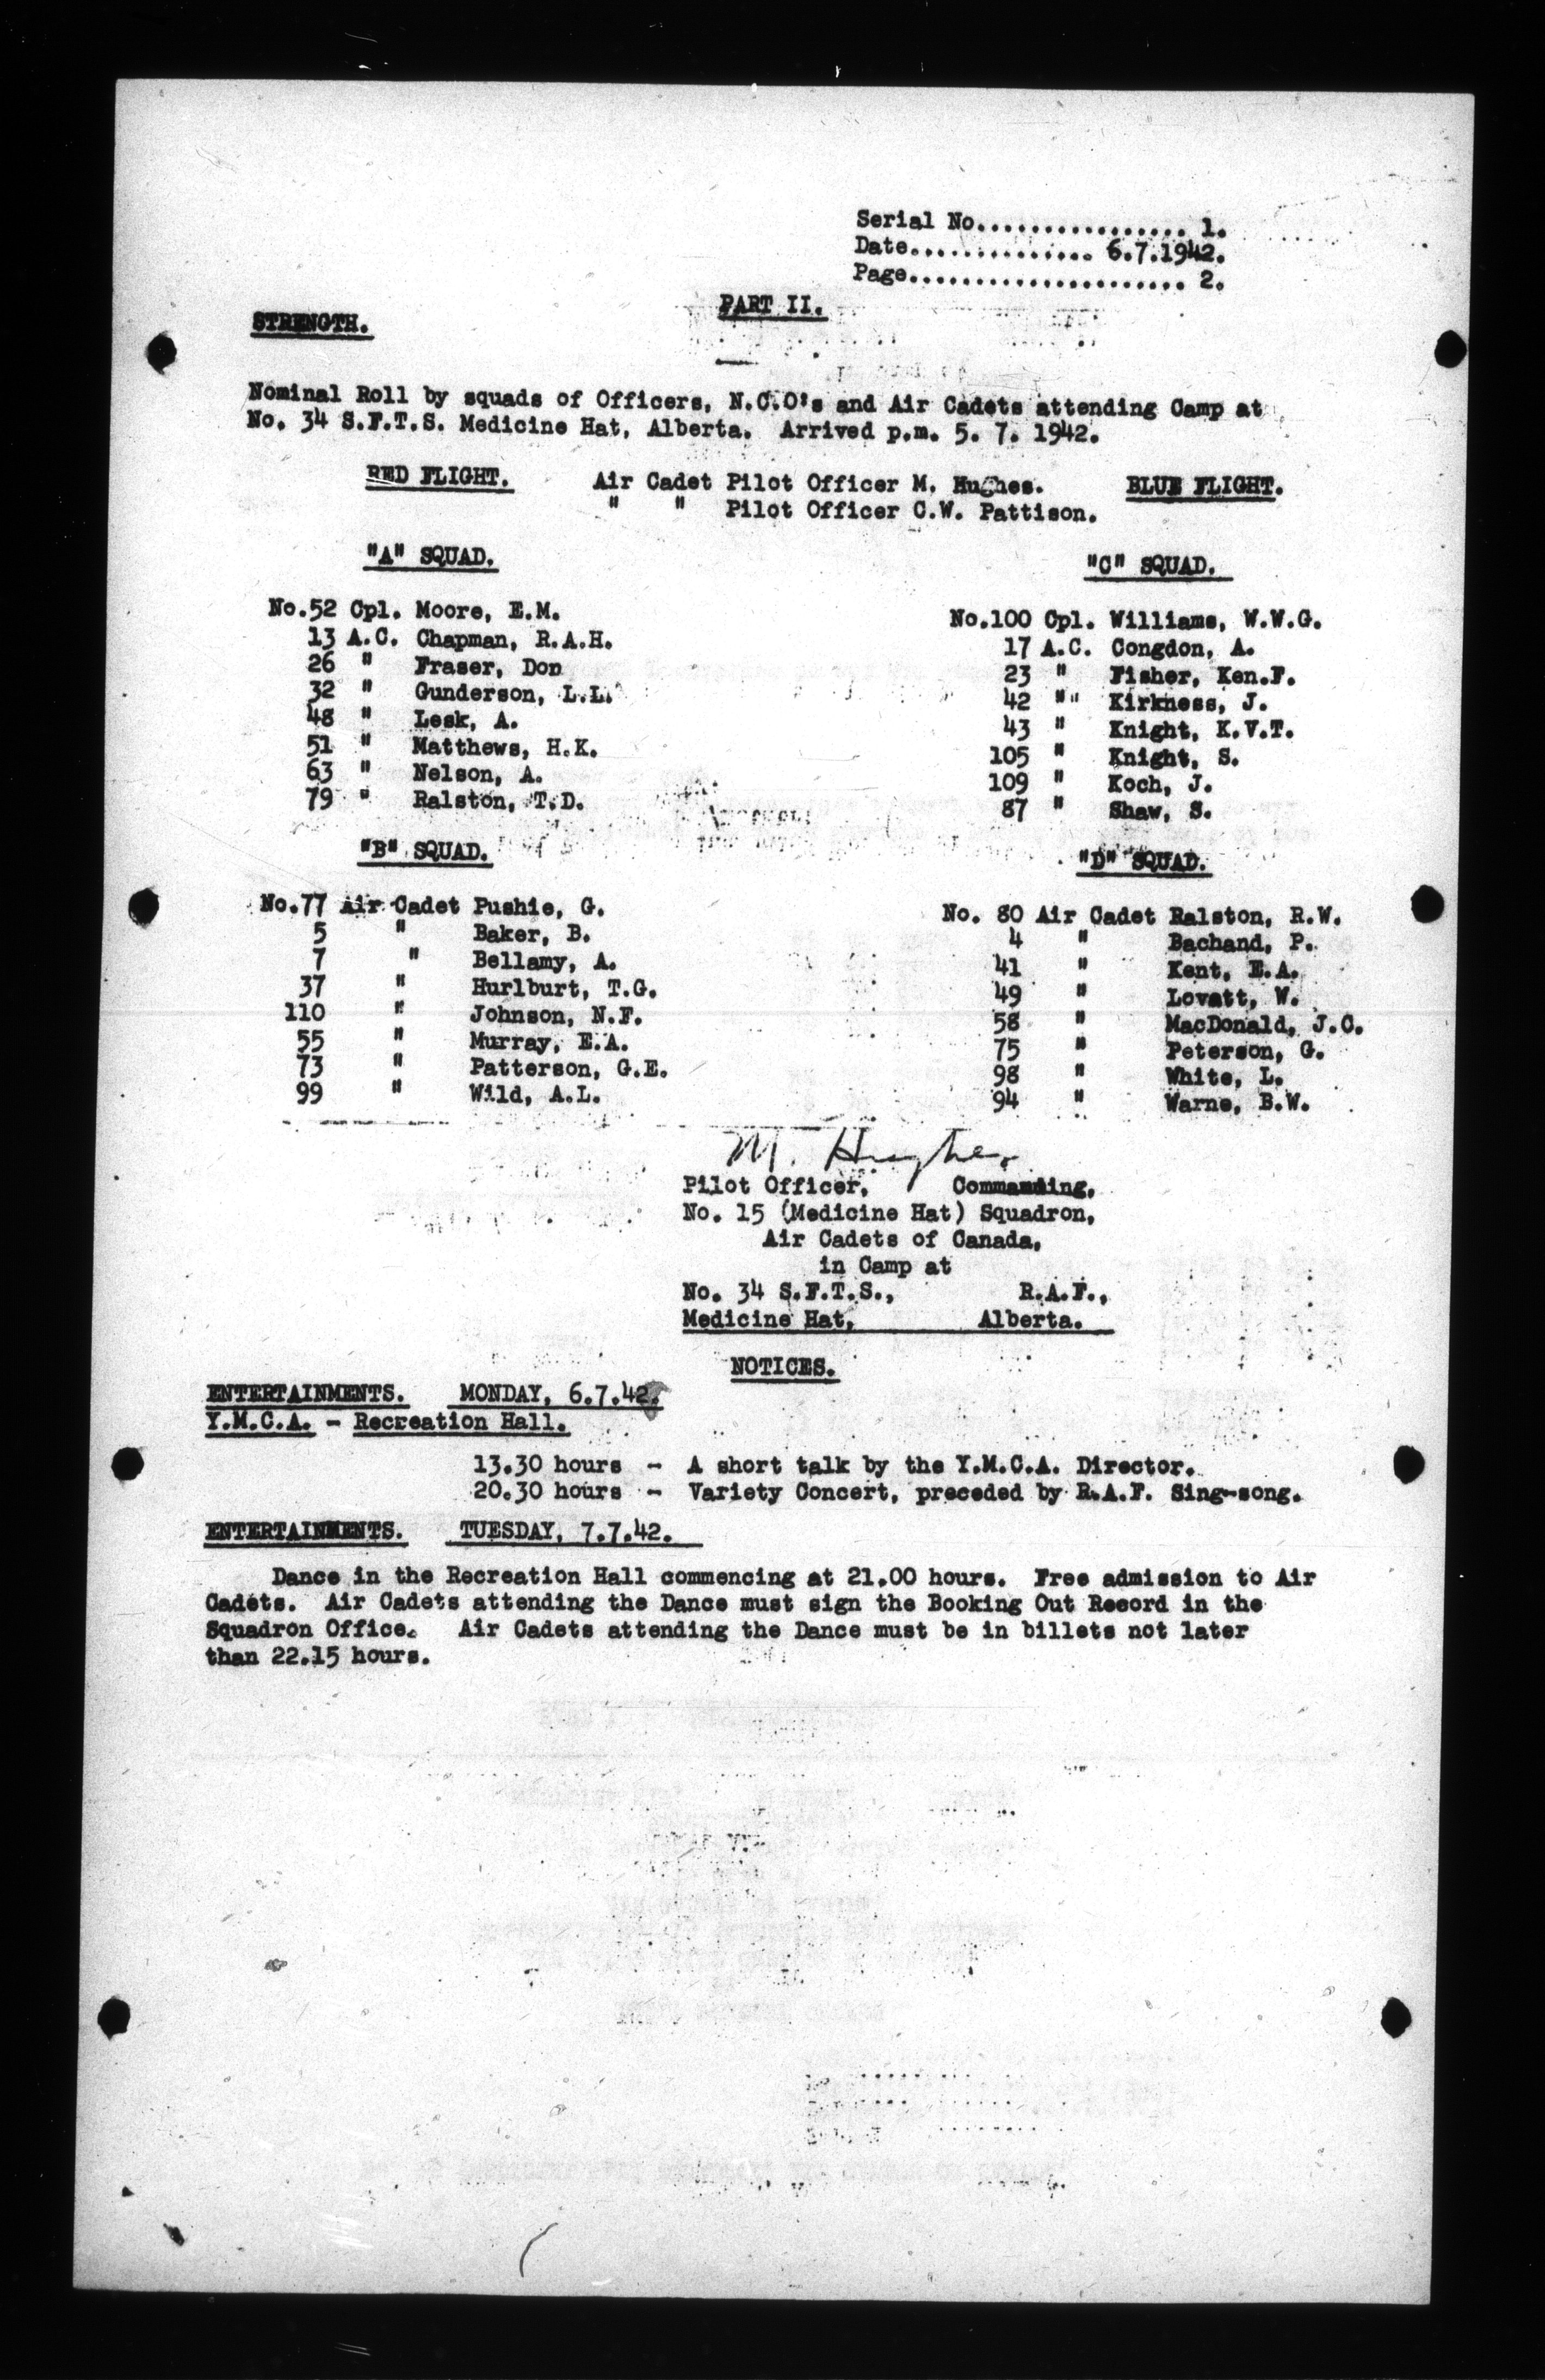 Serial No................. 1.
Date............... 6.7.1942.
Page...................... 2.
PART II.
STRENGTH.
Nominal Roll by squads of Officers, N.C.O's and Air Cadets attending Camp at
No. 34 S.F.T.S. Medicine Hat, Alberta. Arrived p.m. 5. 7. 1942.
RED FLIGHT. Air Cadet Pilot Officer M. Hughes. BLUE FLIGHT.
" " Pilot Officer C.W. Pattison.
"A" SQUAD.
No.52 Cpl. Moore, E.M.
13 A.C. Chapman, R.A.H.
26 " Fraser, Don
32 " Gunderson, L.L.
48 " Lesk, A.
51 " Matthews, H.K.
63 " Nelson, A.
79 " Ralston, T.D.
"B" SQUAD.
No.77 Air Cadet Pushie, G.
5 " Baker, B.
7 " Bellamy, A.
37 " Hurlburt, T.G.
110 " Johnson, N.F.
55 " Murray, E.A.
73 " Patterson, G.E.
99 " Wild, A.L.
"C" SQUAD.
No.100 Cpl. Williams, W.W.G.
17 A.C. Congdon, A.
23 " Fisher, Ken.F.
42 "" Kirkness, J.
43 " Knight, K.V.T.
105 " Knight, S.
109 " Koch, J.
87 " Shaw, S.
"D" SQUAD.
No. 80 Air Cadet Ralston, R.W.
4 " Bachand, P.
41 " Kent, E.A.
49 " Lovatt, W.
58 " MacDonald, J.C.
75 " Peterson, G.
98 " White, L.
94 " Warne, B.W.
M. Hughes
Pilot Officer, Commanding,
No. 15 (Medicine Hat) Squadron,
Air Cadets of Canada,
in Camp at
No. 34 S.F.T.S., R.A.F.,
Medicine Hat, Alberta.
NOTICES.
ENTERTAINMENTS. MONDAY, 6.7.42.
Y.M.C.A. - Recreation Hall.
13.30 hours - A short talk by the Y.M.C.A. Director.
20.30 hours - Variety Concert, preceded by R.A.F. Sing-song.
ENTERTAINMENTS. TUESDAY, 7.7.42.
Dance in the Recreation Hall commencing at 21.00 hours. Free admission to Air
Cadets. Air Cadets attending the Dance must sign the Booking Out Record in the
Squadron Office. Air Cadets attending the Dance must be in billets not later
than 22.15 hours.